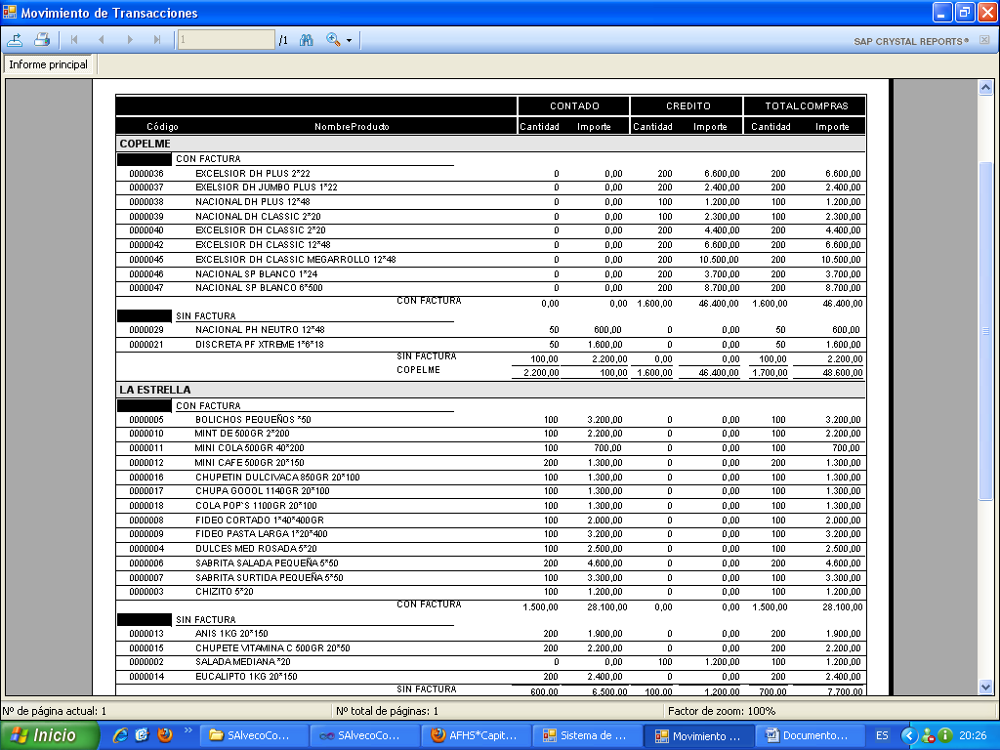 Movimiento de Transacciones
1 /1 SAP CRYSTAL REPORTS®
Informe principal
CONTADO CREDITO TOTALCOMPRAS
Código NombreProducto Cantidad Importe Cantidad Importe Cantidad Importe
COPELME
CON FACTURA
0000036 EXCELSIOR DH PLUS 2*22 0 0,00 200 6.600,00 200 6.600,00
0000037 EXELSIOR DH JUMBO PLUS 1*22 0 0,00 200 2.400,00 200 2.400,00
0000038 NACIONAL DH PLUS 12*48 0 0,00 100 1.200,00 100 1.200,00
0000039 NACIONAL DH CLASSIC 2*20 0 0,00 100 2.300,00 100 2.300,00
0000040 EXCELSIOR DH CLASSIC 2*20 0 0,00 200 4.400,00 200 4.400,00
0000042 EXCELSIOR DH CLASSIC 12*48 0 0,00 200 6.600,00 200 6.600,00
0000045 EXCELSIOR DH CLASSIC MEGARROLLO 12*48 0 0,00 200 10.500,00 200 10.500,00
0000046 NACIONAL SP BLANCO 1*24 0 0,00 200 3.700,00 200 3.700,00
0000047 NACIONAL SP BLANCO 6*500 0 0,00 200 8.700,00 200 8.700,00
CON FACTURA 0,00 0,00 1.600,00 46.400,00 1.600,00 46.400,00
SIN FACTURA
0000029 NACIONAL PH NEUTRO 12*48 50 600,00 0 0,00 50 600,00
0000021 DISCRETA PF XTREME 1*6*18 50 1.600,00 0 0,00 50 1.600,00
SIN FACTURA 100,00 2.200,00 0,00 0,00 100,00 2.200,00
COPELME 2.200,00 100,00 1.600,00 46.400,00 1.700,00 48.600,00
LA ESTRELLA
CON FACTURA
0000005 BOLICHOS PEQUEÑOS *50 100 3.200,00 0 0,00 100 3.200,00
0000010 MINT DE 500GR 2*200 100 2.200,00 0 0,00 100 2.200,00
0000011 MINI COLA 500GR 40*200 100 700,00 0 0,00 100 700,00
0000012 MINI CAFE 500GR 20*150 200 1.300,00 0 0,00 200 1.300,00
0000016 CHUPETIN DULCIVACA 850GR 20*100 100 1.300,00 0 0,00 100 1.300,00
0000017 CHUPA GOOOL 1140GR 20*100 100 1.300,00 0 0,00 100 1.300,00
0000018 COLA POP`S 1100GR 20*100 100 1.300,00 0 0,00 100 1.300,00
0000008 FIDEO CORTADO 1*40*400GR 100 2.000,00 0 0,00 100 2.000,00
0000009 FIDEO PASTA LARGA 1*20*400 100 3.200,00 0 0,00 100 3.200,00
0000004 DULCES MED ROSADA 5*20 100 2.500,00 0 0,00 100 2.500,00
0000006 SABRITA SALADA PEQUEÑA 5*50 200 4.600,00 0 0,00 200 4.600,00
0000007 SABRITA SURTIDA PEQUEÑA 5*50 100 3.300,00 0 0,00 100 3.300,00
0000003 CHIZITO 5*20 100 1.200,00 0 0,00 100 1.200,00
CON FACTURA 1.500,00 28.100,00 0,00 0,00 1.500,00 28.100,00
SIN FACTURA
0000013 ANIS 1KG 20*150 200 1.900,00 0 0,00 200 1.900,00
0000015 CHUPETE VITAMINA C 500GR 20*50 200 2.200,00 0 0,00 200 2.200,00
0000002 SALADA MEDIANA *20 0 0,00 100 1.200,00 100 1.200,00
0000014 EUCALIPTO 1KG 20*150 200 2.400,00 0 0,00 200 2.400,00
SIN FACTURA 600,00 6.500,00 100,00 1.200,00 700,00 7.700,00
Nº de página actual: 1 Nº total de páginas: 1 Factor de zoom: 100%
Inicio SAlvecoCo... SAlvecoCo... AFHS*Capit... Sistema de ... Movimiento ... Documento... ES 20:26